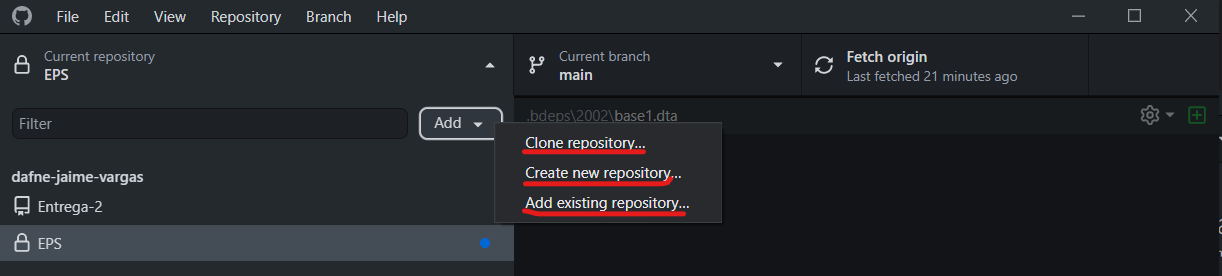 File Edit View Repository Branch Help
Current repository
EPS
Current branch
main
Fetch origin
Last fetched 21 minutes ago
Filter
Add
.bdeps\2002\base1.dta
Clone repository...
Create new repository...
Add existing repository...
dafne-jaime-vargas
Entrega-2
EPS